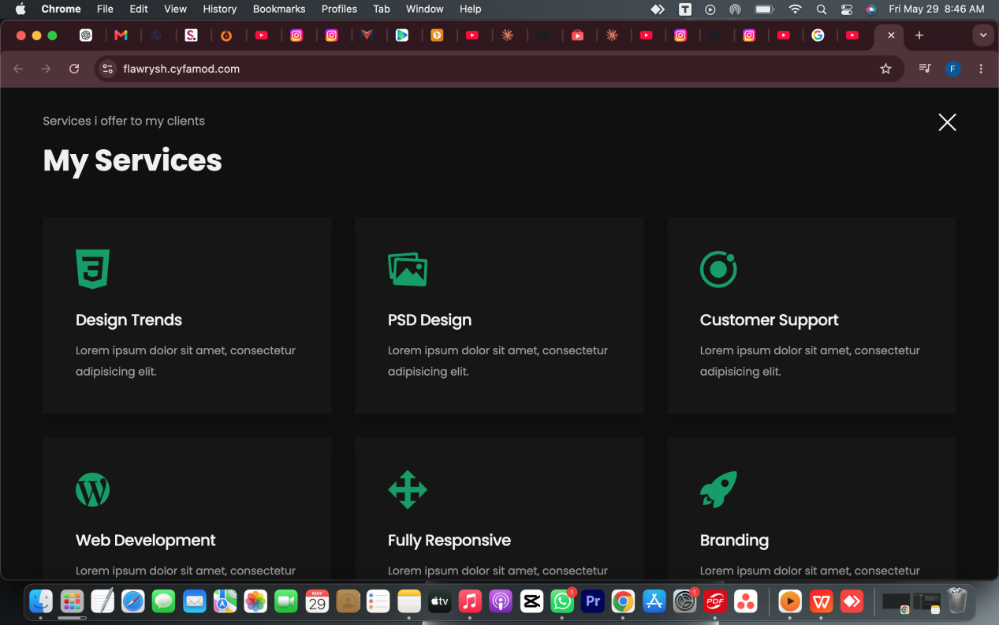 Chrome File Edit View History Bookmarks Profiles Tab Window Help Fri May 29 8:46 AM
flawrysh.cyfamod.com F
Services i offer to my clients
My Services
Design Trends
Lorem ipsum dolor sit amet, consectetur
adipisicing elit.
PSD Design
Lorem ipsum dolor sit amet, consectetur
adipisicing elit.
Customer Support
Lorem ipsum dolor sit amet, consectetur
adipisicing elit.
Web Development
Lorem ipsum dolor sit amet, consectetur
Fully Responsive
Lorem ipsum dolor sit amet, consectetur
Branding
Lorem ipsum dolor sit amet, consectetur
MAY
29
tv
1
Pr
1
PDF